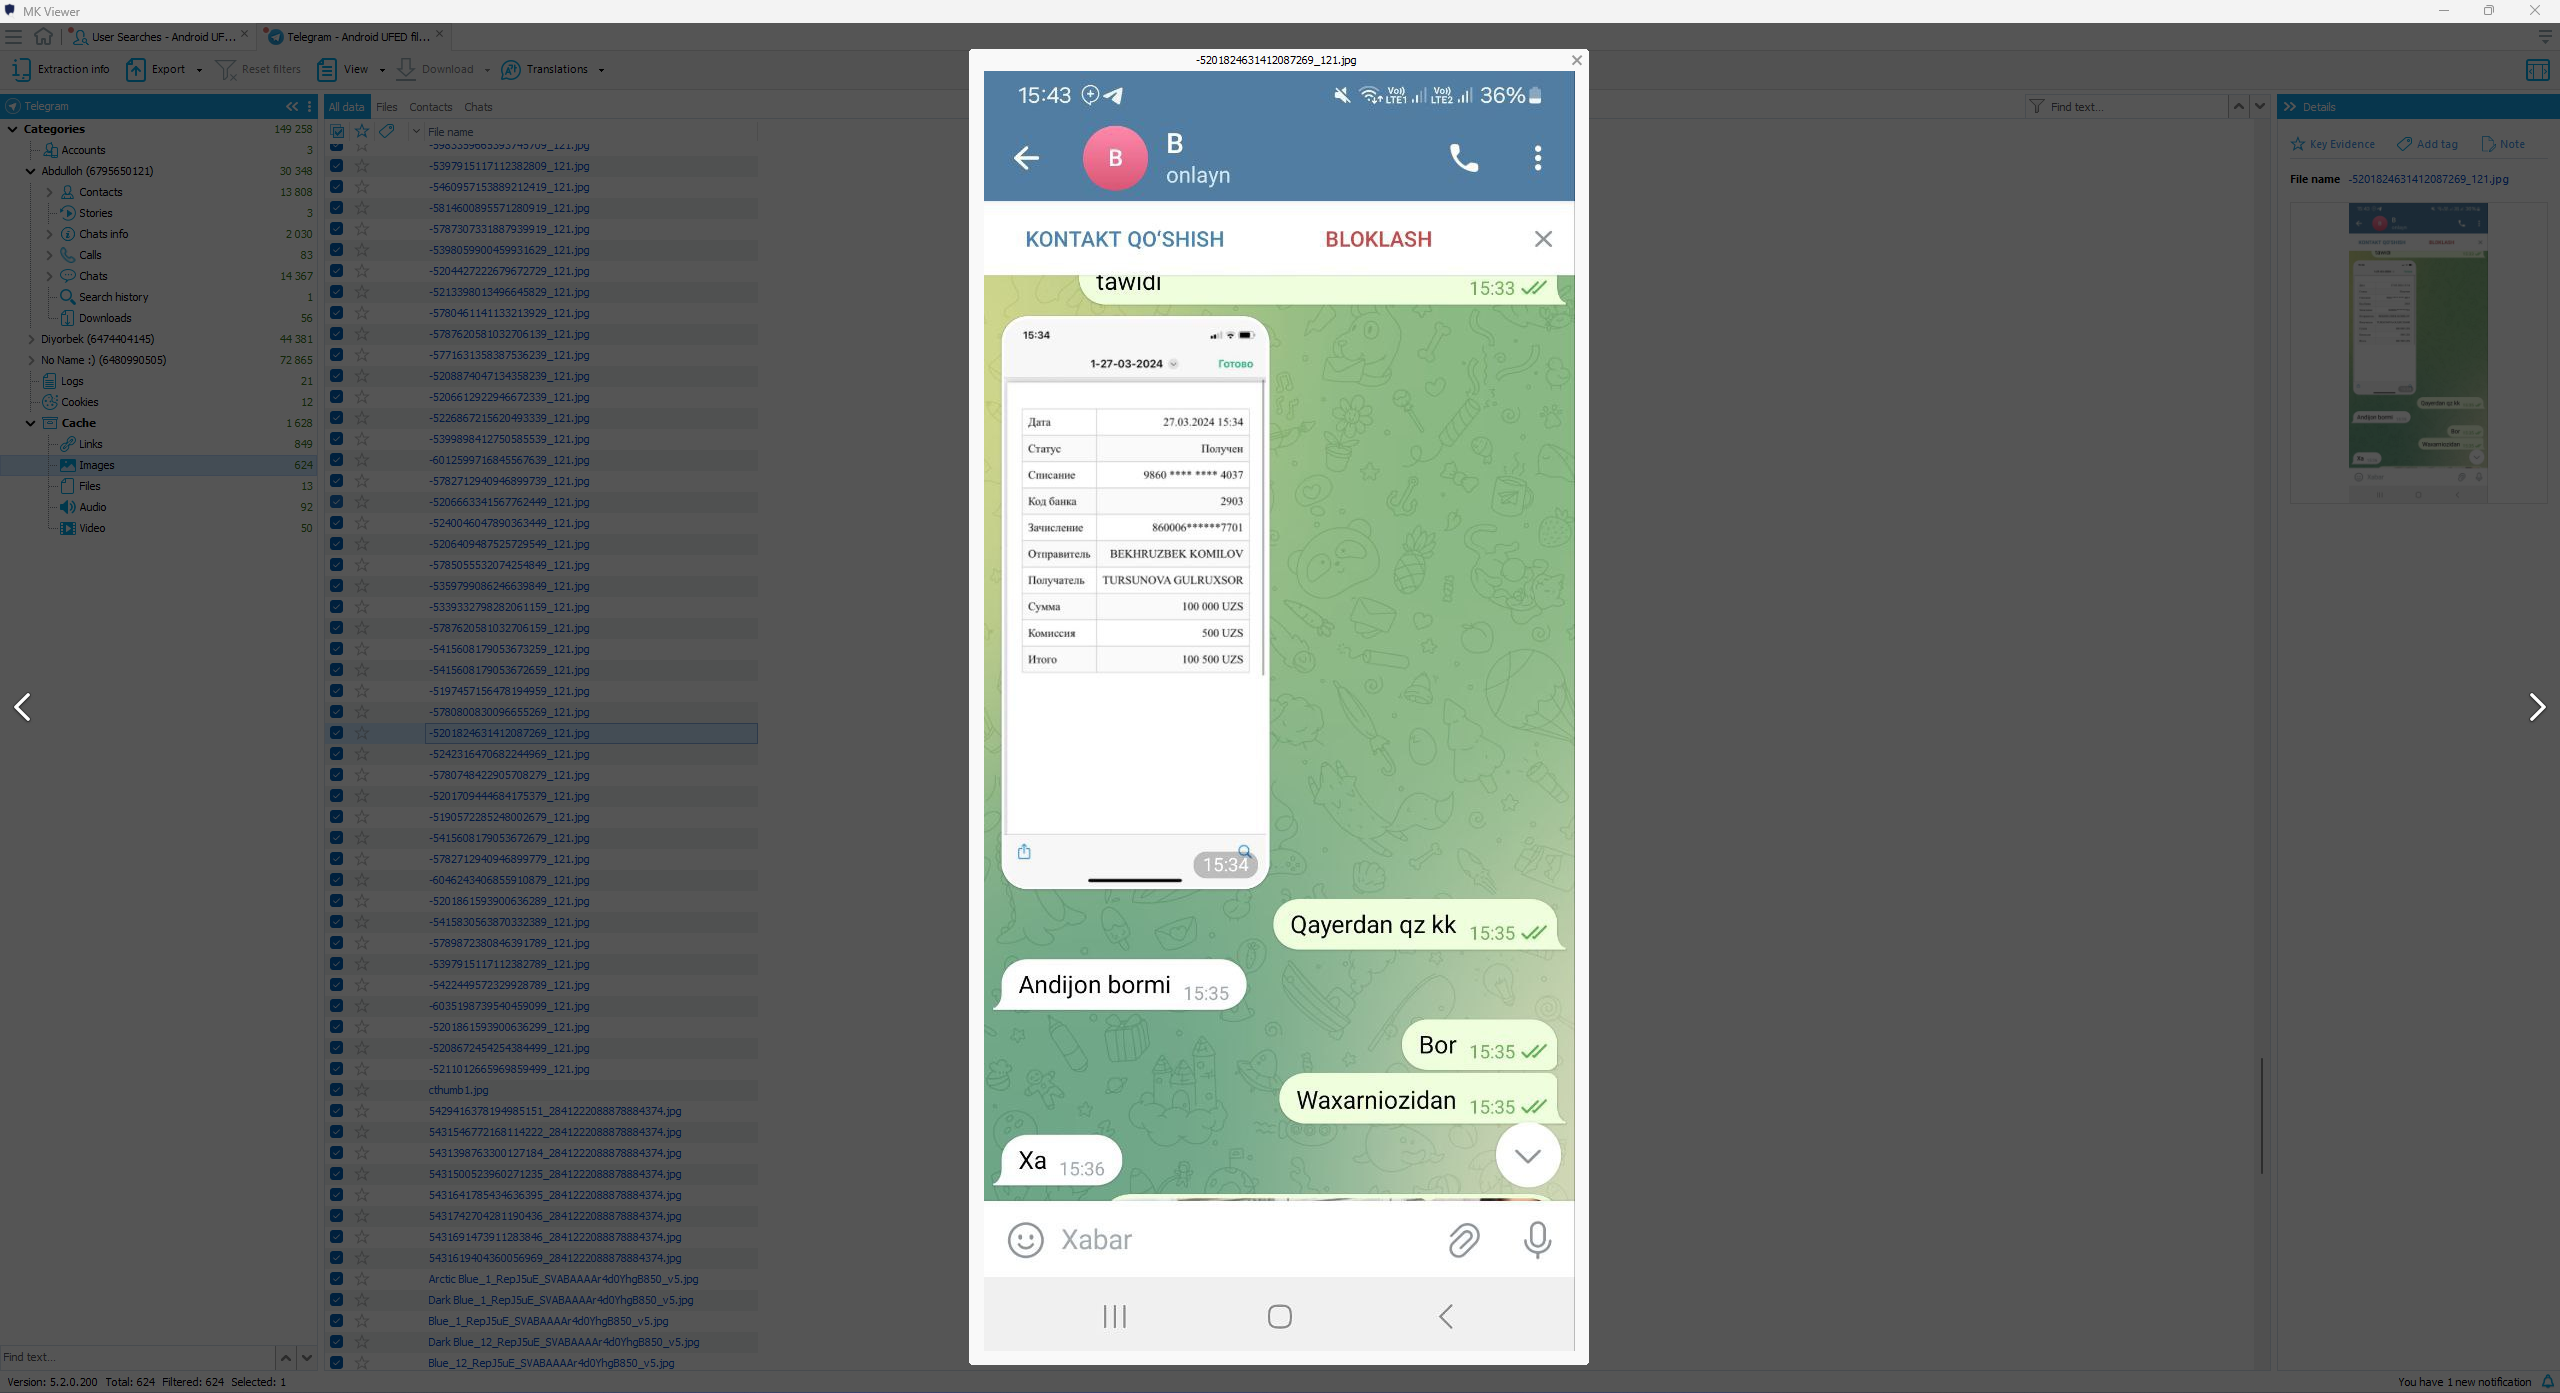 MK Viewer
User Searches - Android UF...
Telegram - Android UFED fil...
Extraction info
Export
Reset filters
View
Download
Translations
Telegram
Categories 149 258
Accounts 3
Abdulloh (6795650121) 30 348
Contacts 13 808
Stories 3
Chats info 2 030
Calls 83
Chats 14 367
Search history 1
Downloads 56
Diyorbek (6474404145) 44 381
No Name :) (6480990505) 72 865
Logs 21
Cookies 12
Cache 1 628
Links 849
Images 624
Files 13
Audio 92
Video 50
Find text...
All data Files Contacts Chats
File name
-5983359665393745709_121.jpg
-5397915117112382809_121.jpg
-5460957153889212419_121.jpg
-5814600895571280919_121.jpg
-5787307331887939919_121.jpg
-5398059900459931629_121.jpg
-5204427222679672729_121.jpg
-5213398013496645829_121.jpg
-5780461141133213929_121.jpg
-5787620581032706139_121.jpg
-5771631358387536239_121.jpg
-5208874047134358239_121.jpg
-5206612922946672339_121.jpg
-5226867215620493339_121.jpg
-5399898412750585539_121.jpg
-6012599716845567639_121.jpg
-5782712940946899739_121.jpg
-5206663341567762449_121.jpg
-5240046047890363449_121.jpg
-5206409487525729549_121.jpg
-5785055532074254849_121.jpg
-5359799086246639849_121.jpg
-5339332798282061159_121.jpg
-5787620581032706159_121.jpg
-5415608179053673259_121.jpg
-5415608179053672659_121.jpg
-5197457156478194959_121.jpg
-5780800830096655269_121.jpg
-5201824631412087269_121.jpg
-5242316470682244969_121.jpg
-5780748422905708279_121.jpg
-5201709444684175379_121.jpg
-5190572285248002679_121.jpg
-5415608179053672679_121.jpg
-5782712940946899779_121.jpg
-6046243406855910879_121.jpg
-5201861593900636289_121.jpg
-5415830563870332389_121.jpg
-5789872380846391789_121.jpg
-5397915117112382789_121.jpg
-5422449572329928789_121.jpg
-6035198739540459099_121.jpg
-5201861593900636299_121.jpg
-5208672454254384499_121.jpg
-5211012665969859499_121.jpg
cthumb1.jpg
5429416378194985151_2841222088878884374.jpg
5431546772168114222_2841222088878884374.jpg
5431398763300127184_2841222088878884374.jpg
5431500523960271235_2841222088878884374.jpg
5431641785434636395_2841222088878884374.jpg
5431742704281190436_2841222088878884374.jpg
5431691473911283846_2841222088878884374.jpg
5431619404360056969_2841222088878884374.jpg
Arctic Blue_1_RepJ5uE_SVABAAAAr4d0YhgB850_v5.jpg
Dark Blue_1_RepJ5uE_SVABAAAAr4d0YhgB850_v5.jpg
Blue_1_RepJ5uE_SVABAAAAr4d0YhgB850_v5.jpg
Dark Blue_12_RepJ5uE_SVABAAAAr4d0YhgB850_v5.jpg
Blue_12_RepJ5uE_SVABAAAAr4d0YhgB850_v5.jpg
-5201824631412087269_121.jpg
15:43 Vo) LTE1 Vo) LTE2 36%
B
B
onlayn
KONTAKT QO‘SHISH BLOKLASH
tawidi 15:33
15:34
1-27-03-2024 Готово
Дата 27.03.2024 15:34
Статус Получен
Списание 9860 **** **** 4037
Код банка 2903
Зачисление 860006******7701
Отправитель BEKHRUZBEK KOMILOV
Получатель TURSUNOVA GULRUXSOR
Сумма 100 000 UZS
Комиссия 500 UZS
Итого 100 500 UZS
15:34
Qayerdan qz kk 15:35
Andijon bormi 15:35
Bor 15:35
Waxarniozidan 15:35
Xa 15:36
Xabar
Find text...
Details
Key Evidence Add tag Note
File name -5201824631412087269_121.jpg
Version: 5.2.0.200 Total: 624 Filtered: 624 Selected: 1
You have 1 new notification